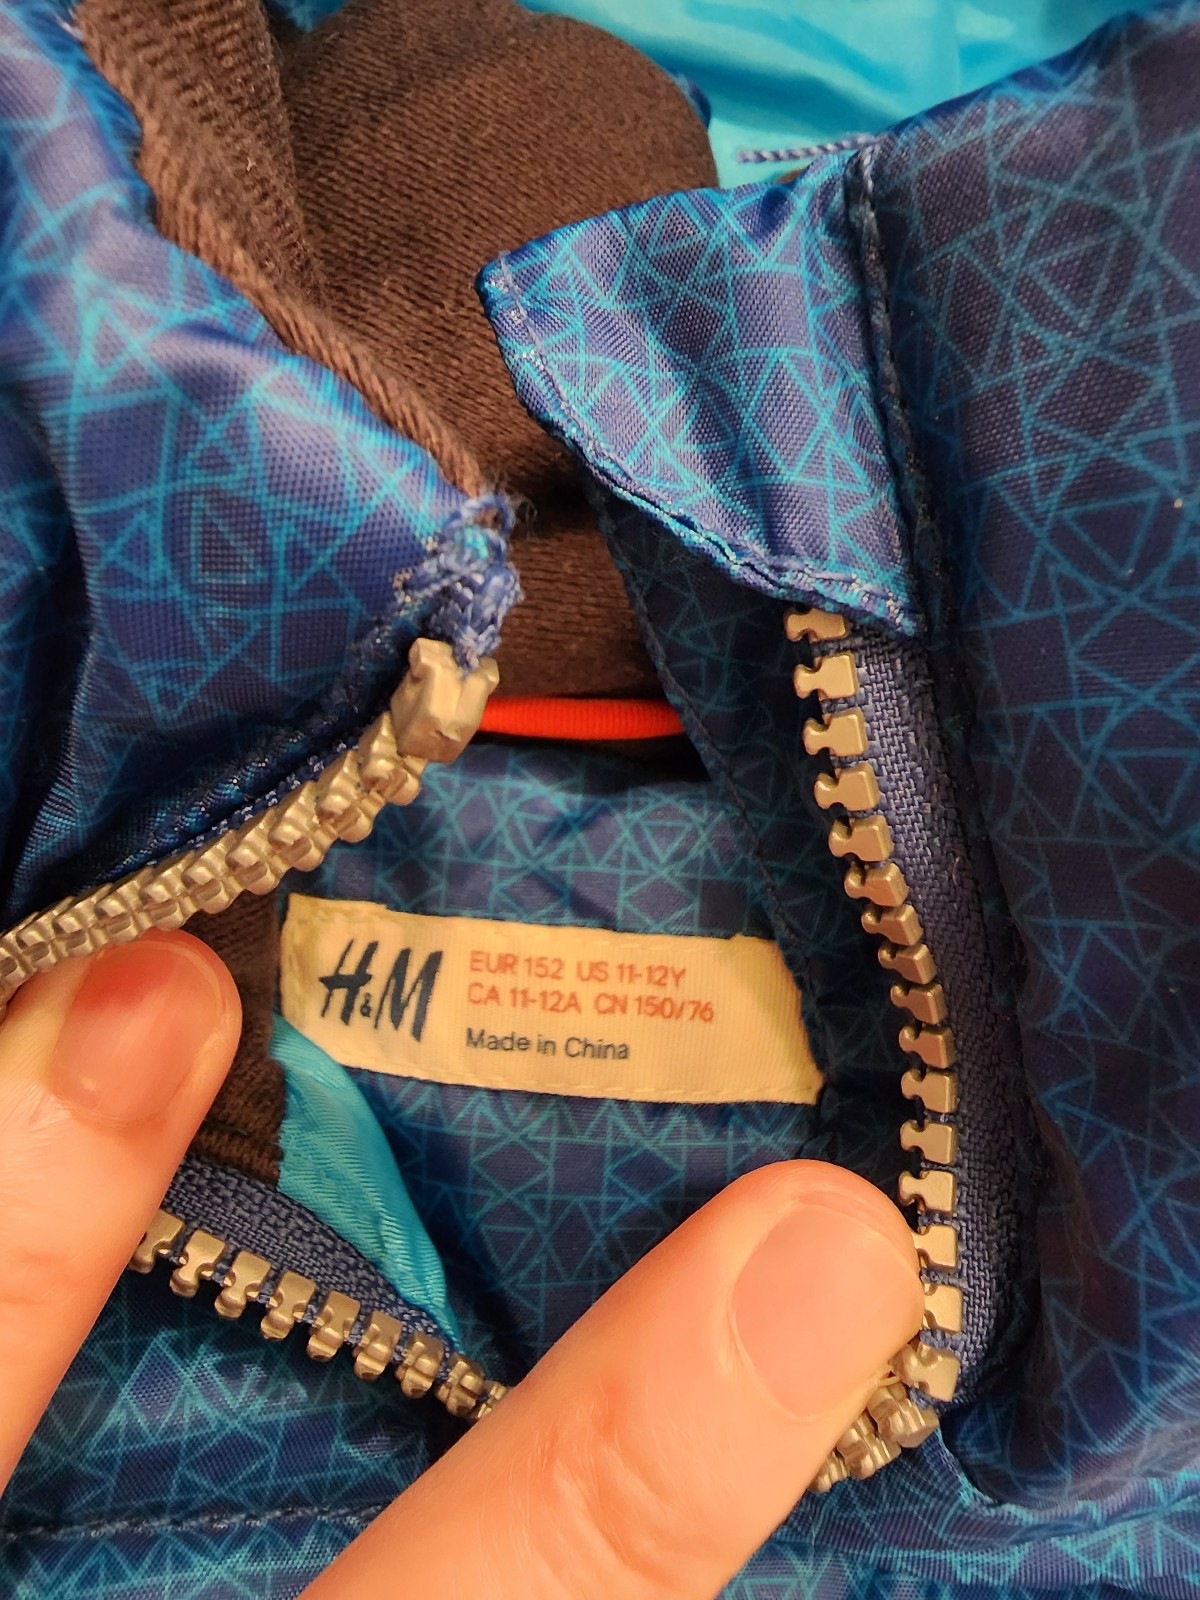 H&M
EUR 152 US 11-12Y
CA 11-12A CN 150/76
Made in China